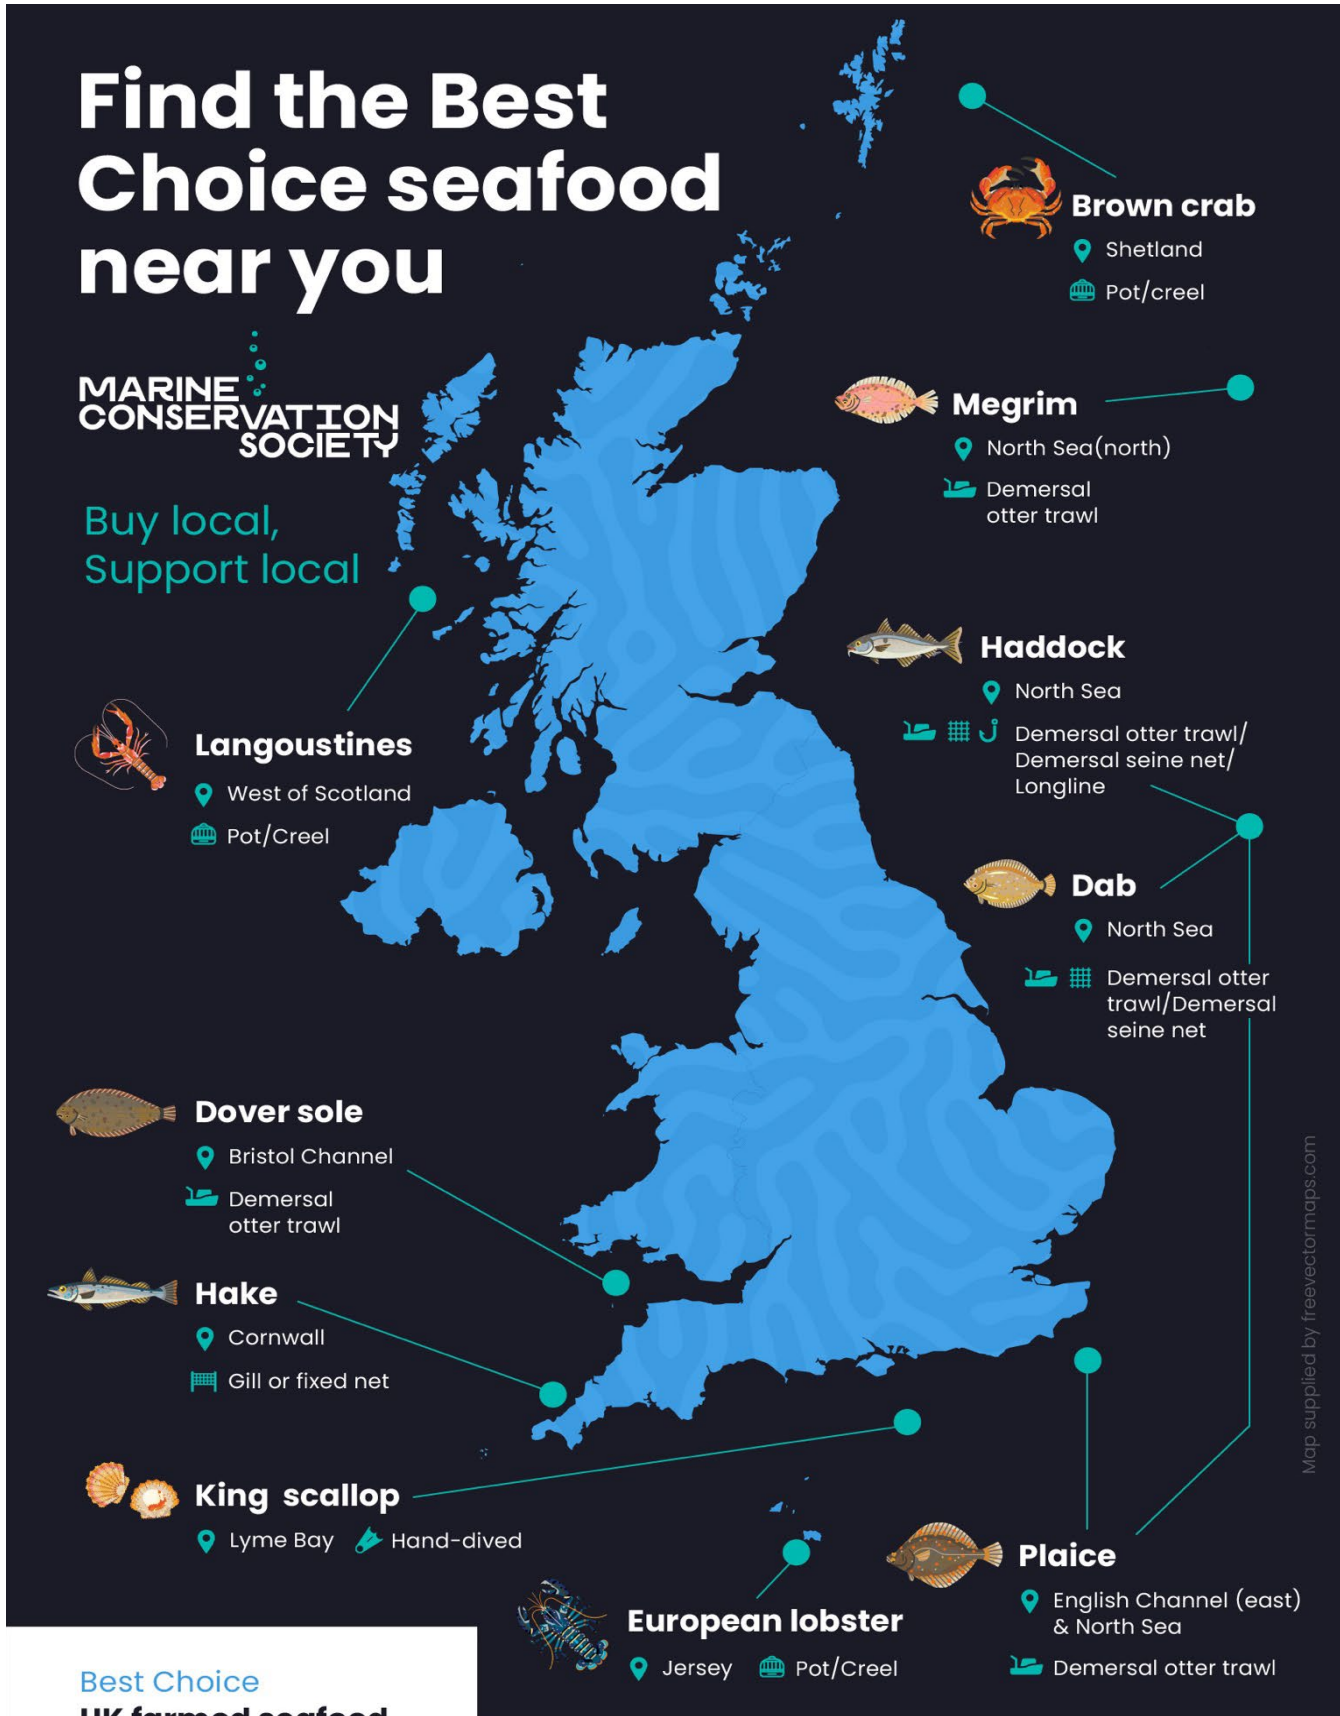 Find the Best
Choice seafood
near you
MARINE
CONSERVATION
SOCIETY
Buy local,
Support local
Brown crab
Shetland
Pot/creel
Megrim
North Sea(north)
Demersal
otter trawl
Haddock
North Sea
Demersal otter trawl/
Demersal seine net/
Longline
Langoustines
West of Scotland
Pot/Creel
Dab
North Sea
Demersal otter
trawl/Demersal
seine net
Dover sole
Bristol Channel
Demersal
otter trawl
Hake
Cornwall
Gill or fixed net
King scallop
Lyme Bay
Hand-dived
European lobster
Jersey
Pot/Creel
Plaice
English Channel (east)
& North Sea
Demersal otter trawl
Map supplied by freevectormaps.com
Best Choice
UK farmed seafood